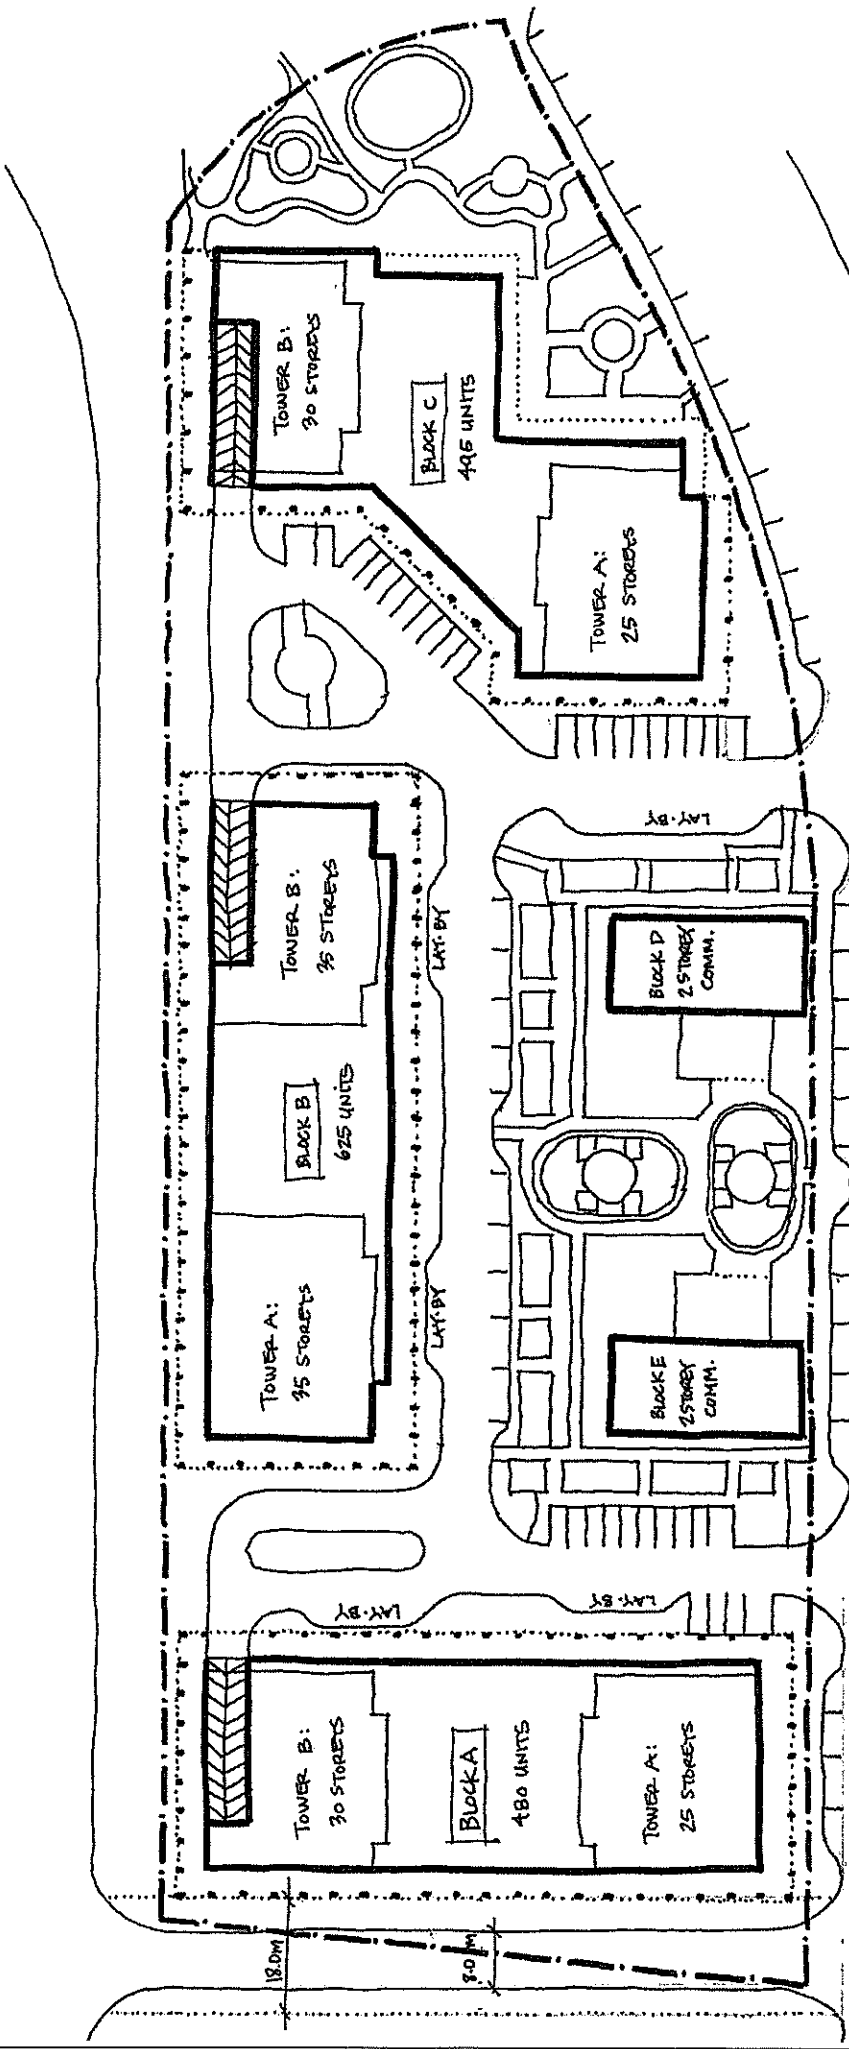 TOWER B:
30 STOREYS
BLOCK C
495 UNITS
TOWER A:
25 STOREYS
LAY-BY
TOWER B:
35 STOREYS
LAY-BY
BLOCK D
2 STOREY
COMM.
BLOCK B
625 UNITS
TOWER A:
35 STOREYS
LAY-BY
BLOCK E
2 STOREY
COMM.
LAY-BY
LAY-BY
TOWER B:
30 STOREYS
BLOCK A
480 UNITS
TOWER A:
25 STOREYS
18.0M
8.0 M